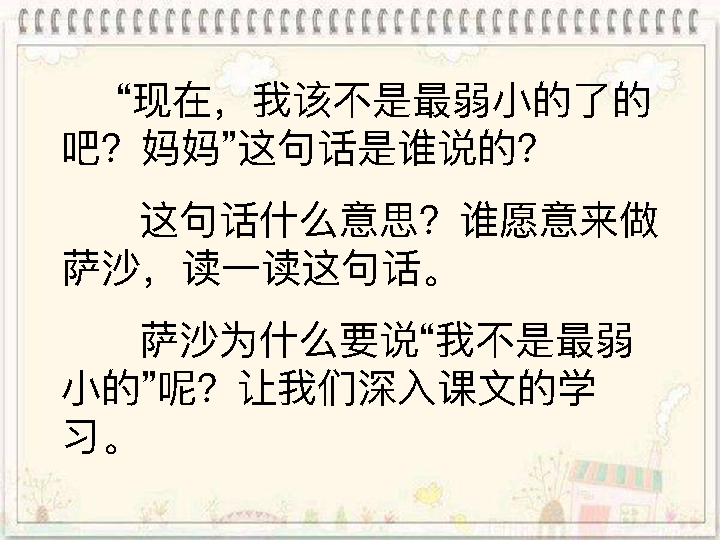 “现在，我该不是最弱小的了的
吧？妈妈”这句话是谁说的？
这句话什么意思？谁愿意来做
萨沙，读一读这句话。
萨沙为什么要说“我不是最弱
小的”呢？让我们深入课文的学
习。